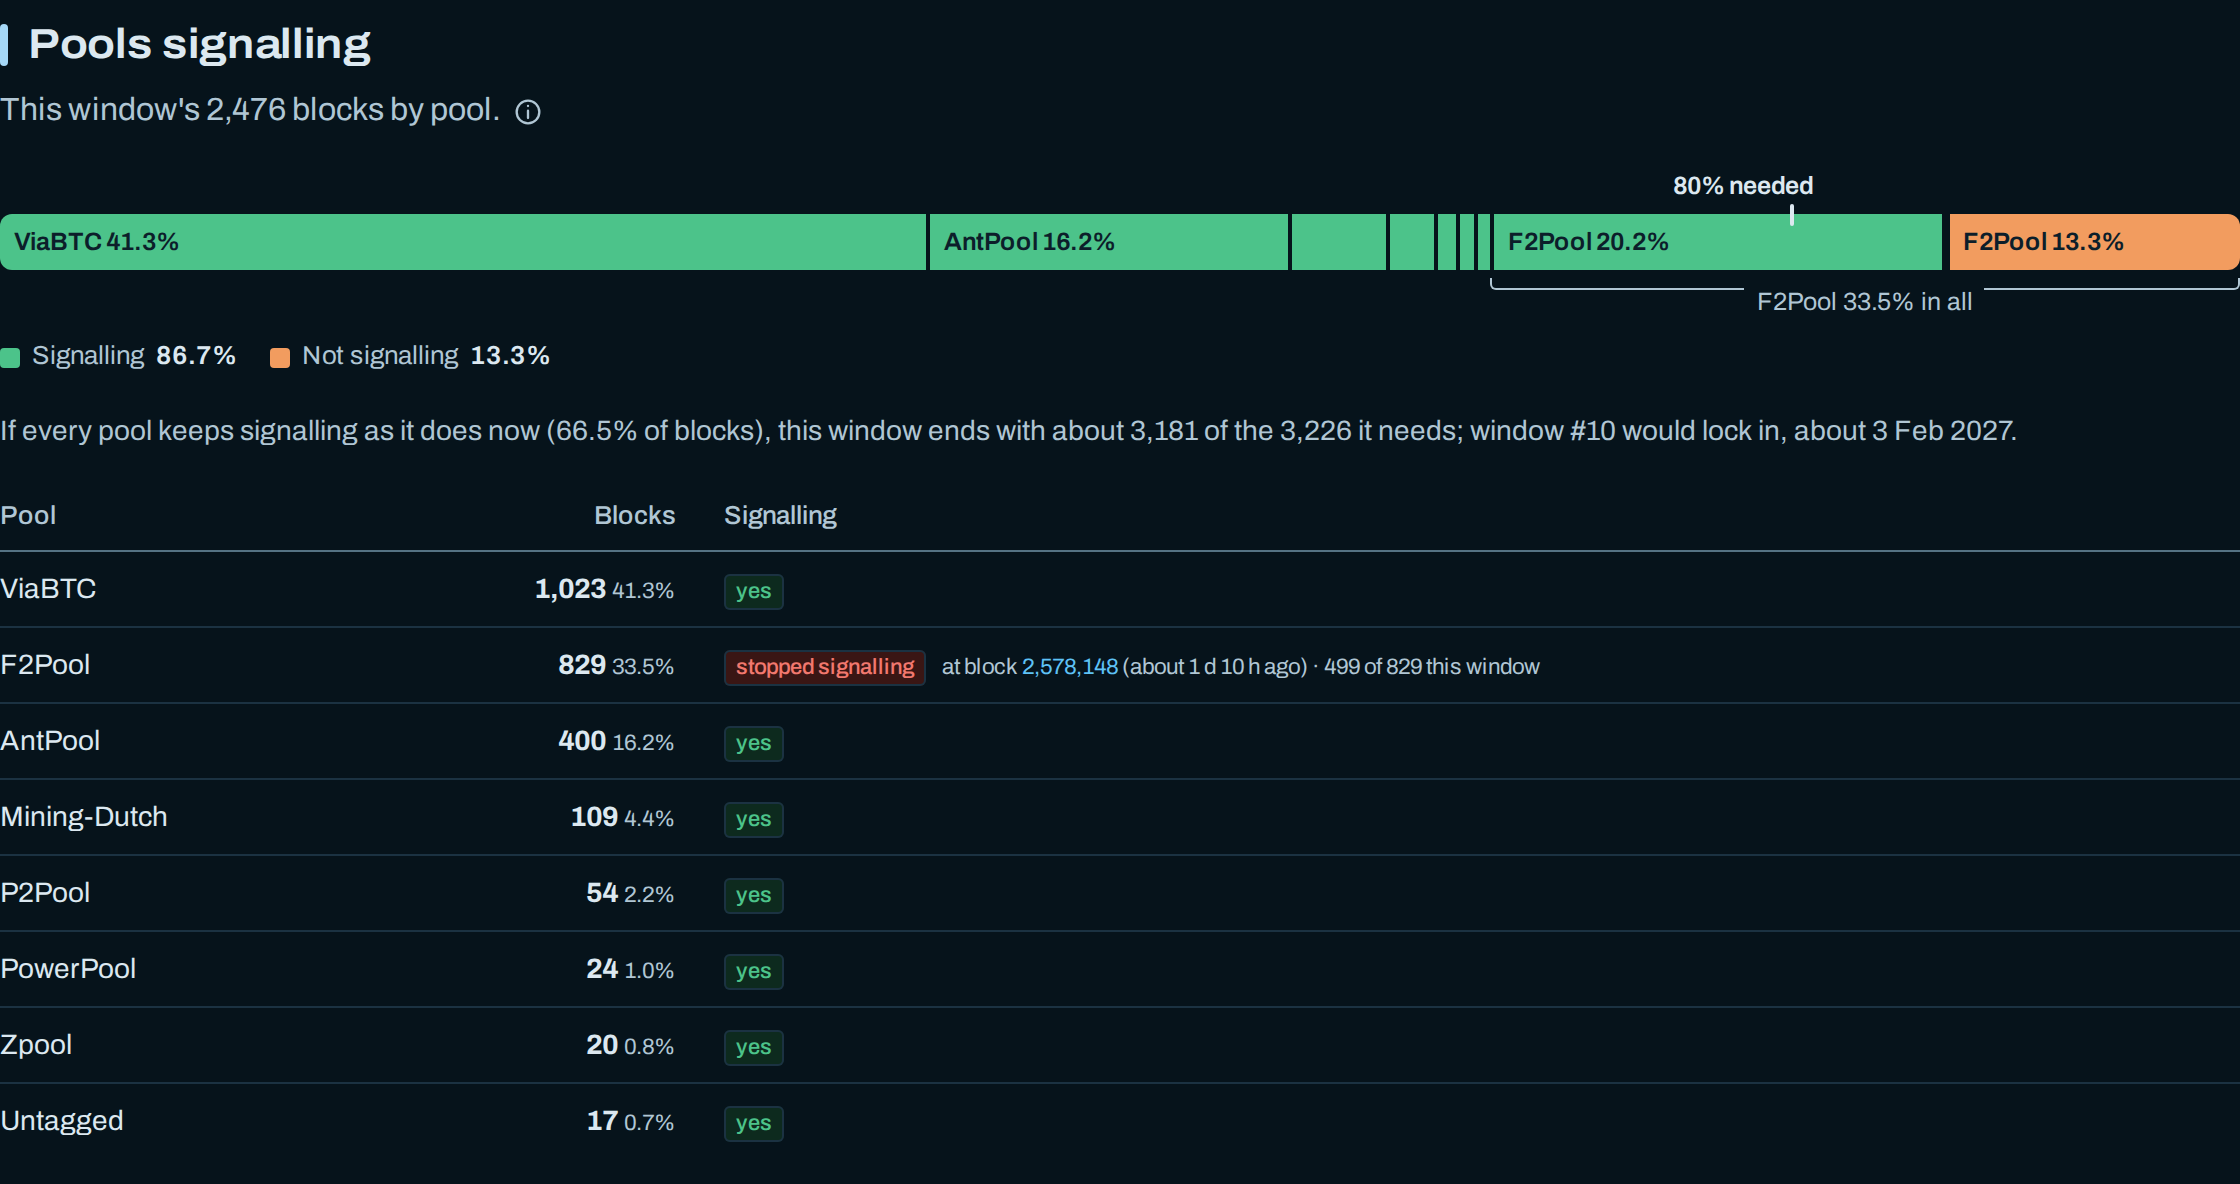 Pools signalling
This window's 2,476 blocks by pool.
80% needed
ViaBTC 41.3% AntPool 16.2% F2Pool 20.2% F2Pool 13.3%
F2Pool 33.5% in all
Signalling 86.7% Not signalling 13.3%
If every pool keeps signalling as it does now (66.5% of blocks), this window ends with about 3,181 of the 3,226 it needs; window #10 would lock in, about 3 Feb 2027.
Pool Blocks Signalling
ViaBTC 1,023 41.3% yes
F2Pool 829 33.5% stopped signalling at block 2,578,148 (about 1 d 10 h ago) · 499 of 829 this window
AntPool 400 16.2% yes
Mining-Dutch 109 4.4% yes
P2Pool 54 2.2% yes
PowerPool 24 1.0% yes
Zpool 20 0.8% yes
Untagged 17 0.7% yes